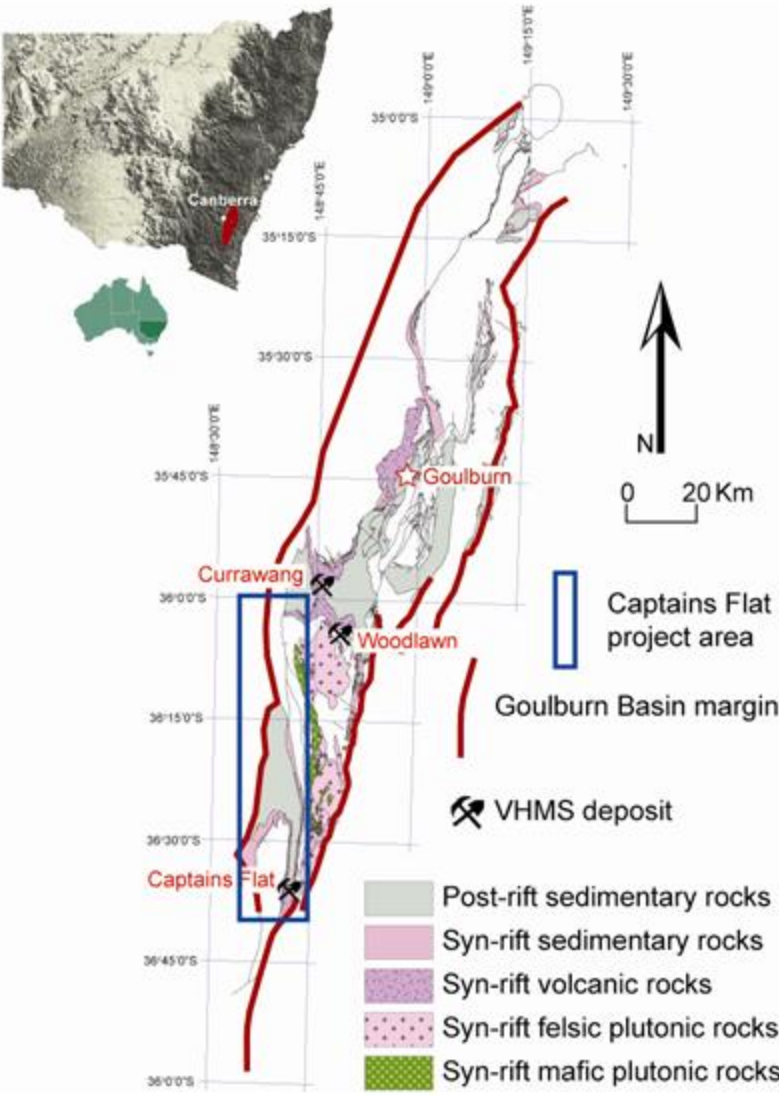 149°15'0"E
149°0'0"E
149°30'0"E
35°0'0"S
Canberra
148°45'0"E
35°15'0"S
35°30'0"S
148°30'0"E
N
35°45'0"S
Goulburn
0 20 Km
Currawang
36°0'0"S
Captains Flat
project area
Woodlawn
Goulburn Basin margin
36°15'0"S
VHMS deposit
36°30'0"S
Captains Flat
Post-rift sedimentary rocks
Syn-rift sedimentary rocks
36°45'0"S
Syn-rift volcanic rocks
Syn-rift felsic plutonic rocks
Syn-rift mafic plutonic rocks
36°0'0"S